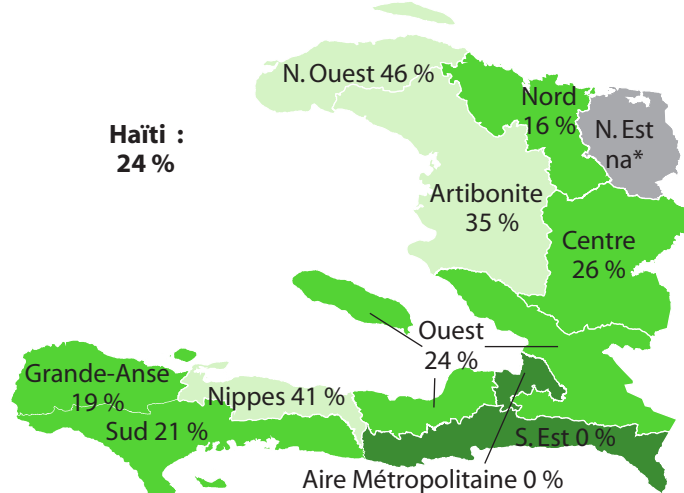 N. Ouest 46 %
Nord
16 %
N. Est
na*
Haïti :
24 %
Artibonite
35 %
Centre
26 %
Ouest
24 %
Grande-Anse
19 %
Nippes 41 %
Sud 21 %
S. Est 0 %
Aire Métropolitaine 0 %